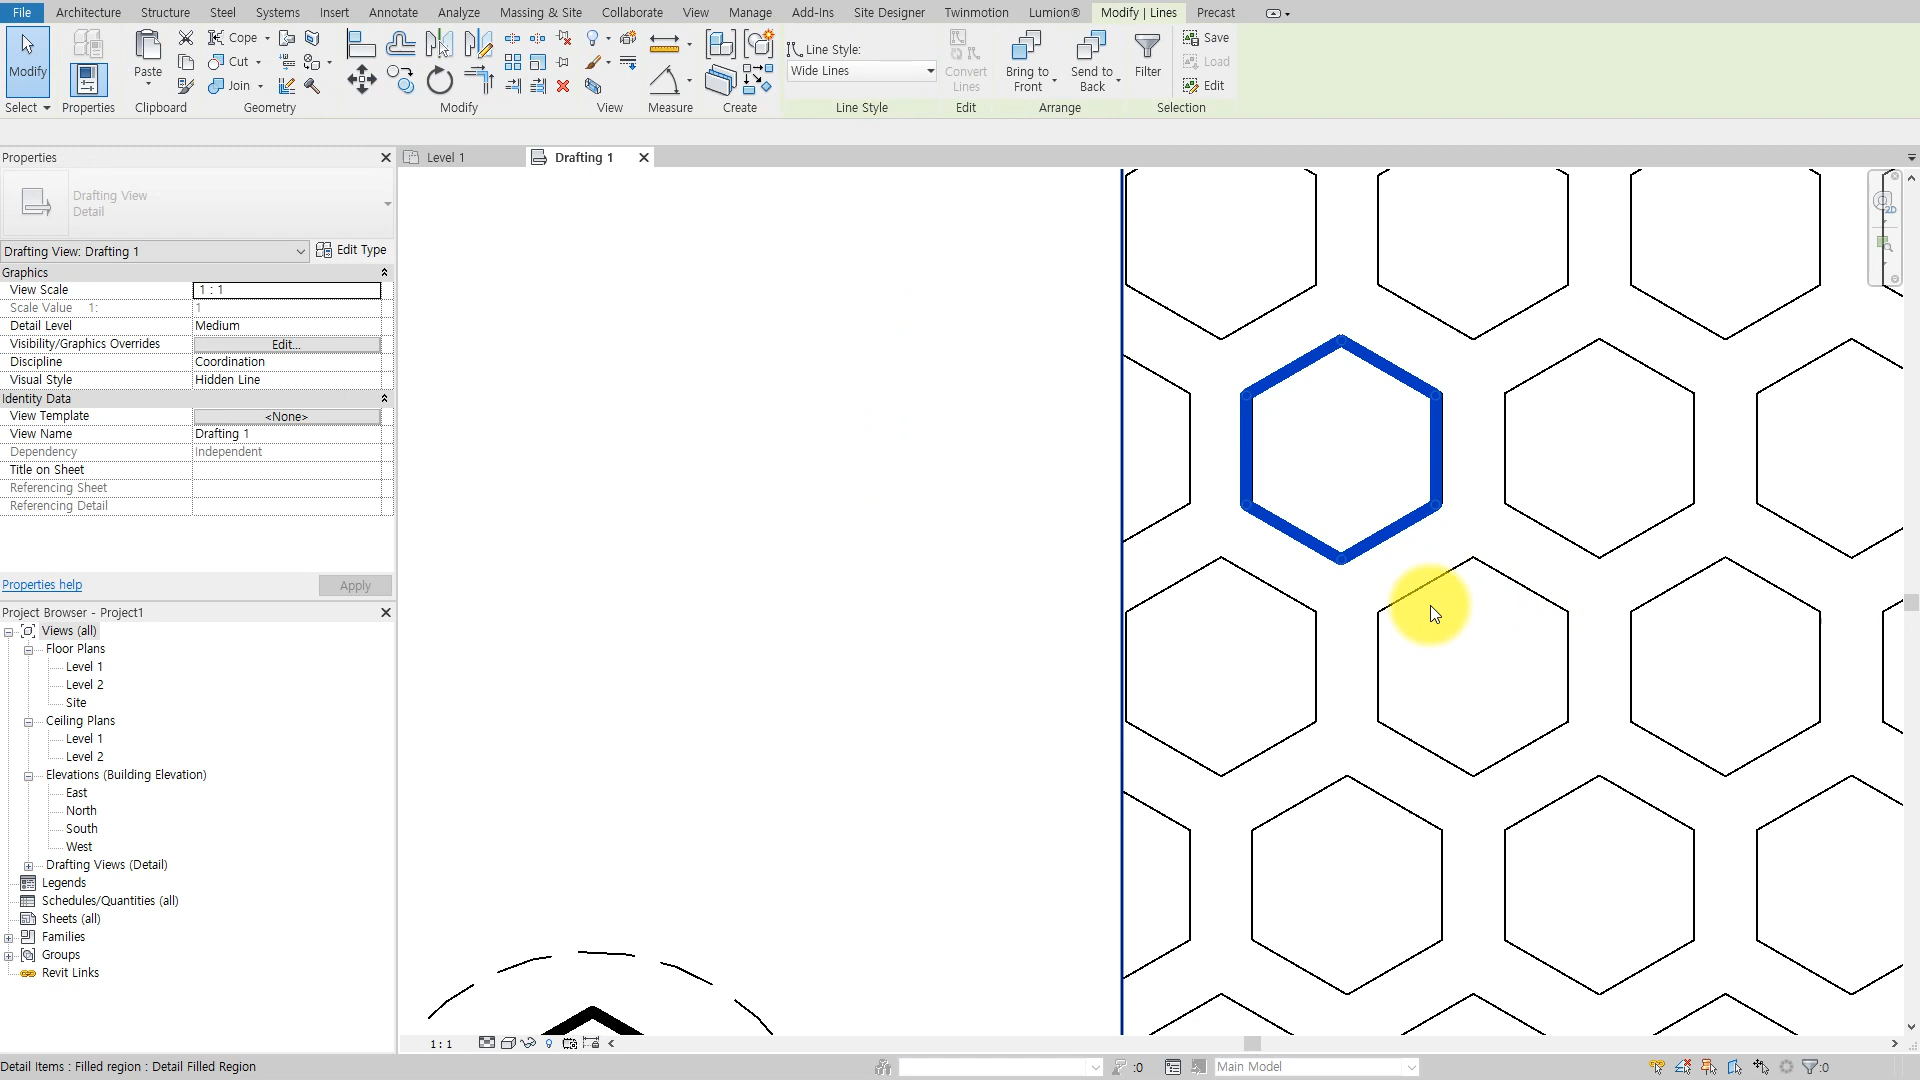 File Architecture Structure Steel Systems Insert Annotate Analyze Massing & Site Collaborate View Manage Add-Ins Site Designer Twinmotion Lumion® Modify | Lines Precast
Modify
Paste
Cope
Cut
Join
Line Style:
Wide Lines
Convert Lines
Bring to Front
Send to Back
Filter
Save
Load
Edit
Select Properties Clipboard Geometry Modify View Measure Create Line Style Edit Arrange Selection
Properties
Level 1
Drafting 1
Drafting View
Detail
Drafting View: Drafting 1
Edit Type
Graphics
View Scale 1 : 1
Scale Value 1: 1
Detail Level Medium
Visibility/Graphics Overrides Edit...
Discipline Coordination
Visual Style Hidden Line
Identity Data
View Template <None>
View Name Drafting 1
Dependency Independent
Title on Sheet
Referencing Sheet
Referencing Detail
Properties help
Apply
Project Browser - Project1
Views (all)
Floor Plans
Level 1
Level 2
Site
Ceiling Plans
Level 1
Level 2
Elevations (Building Elevation)
East
North
South
West
Drafting Views (Detail)
Legends
Schedules/Quantities (all)
Sheets (all)
Families
Groups
Revit Links
2D
1 : 1
Detail Items : Filled region : Detail Filled Region
:0
Main Model
:0